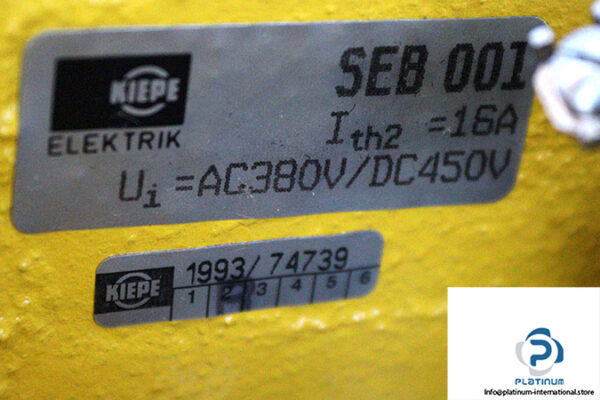 KIEPE
ELEKTRIK
SEB 001
Ith2 =16A
Ui =AC380V/DC450V
KIEPE
1993/74739
1 2 3 4 5 6
PLATINUM
Info@platinum-international.store